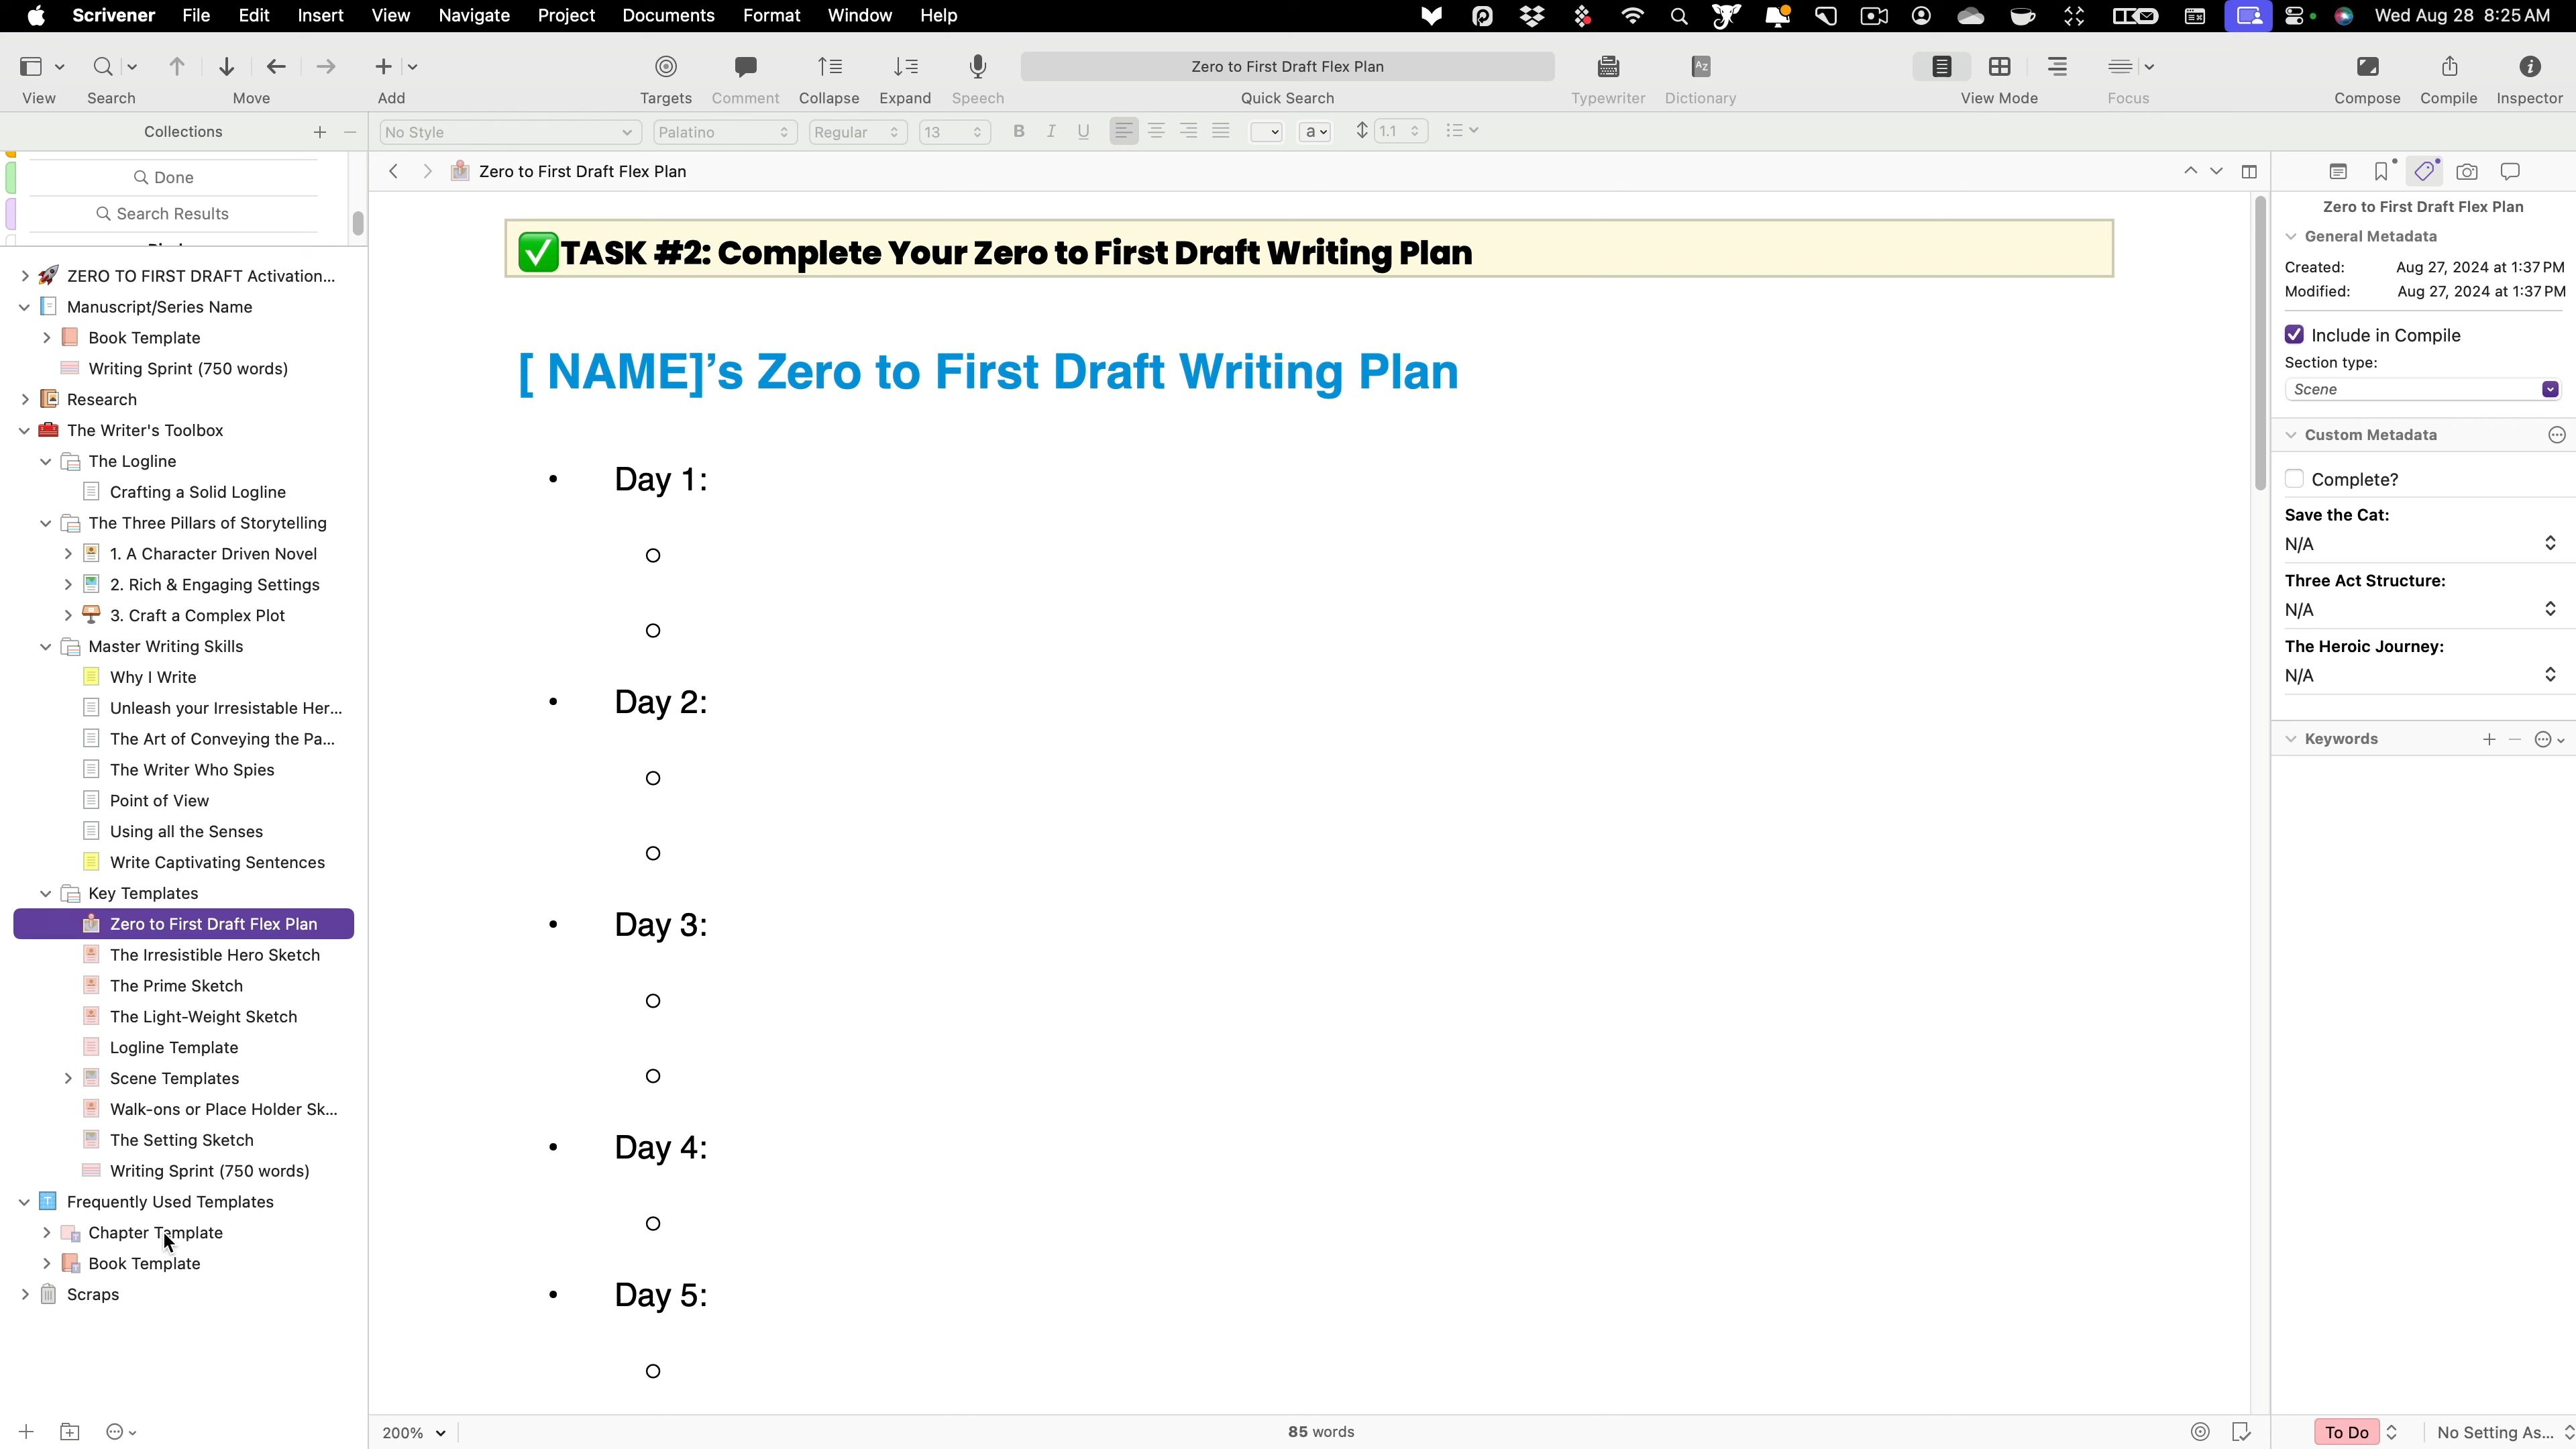 Scrivener File Edit Insert View Navigate Project Documents Format Window Help Wed Aug 28 8:25 AM
View Search Move Add Targets Comment Collapse Expand Speech Zero to First Draft Flex Plan Quick Search Typewriter Dictionary View Mode Focus Compose Compile Inspector
Collections No Style Palatino Regular 13 B I U a 1.1
Done
Search Results
ZERO TO FIRST DRAFT Activation...
Manuscript/Series Name
Book Template
Writing Sprint (750 words)
Research
The Writer's Toolbox
The Logline
Crafting a Solid Logline
The Three Pillars of Storytelling
1. A Character Driven Novel
2. Rich & Engaging Settings
3. Craft a Complex Plot
Master Writing Skills
Why I Write
Unleash your Irresistable Her...
The Art of Conveying the Pa...
The Writer Who Spies
Point of View
Using all the Senses
Write Captivating Sentences
Key Templates
Zero to First Draft Flex Plan
The Irresistible Hero Sketch
The Prime Sketch
The Light-Weight Sketch
Logline Template
Scene Templates
Walk-ons or Place Holder Sk...
The Setting Sketch
Writing Sprint (750 words)
Frequently Used Templates
Chapter Template
Book Template
Scraps
Zero to First Draft Flex Plan
✅TASK #2: Complete Your Zero to First Draft Writing Plan
[ NAME]’s Zero to First Draft Writing Plan
• Day 1:
• Day 2:
• Day 3:
• Day 4:
• Day 5:
200%
85 words
Zero to First Draft Flex Plan
General Metadata
Created: Aug 27, 2024 at 1:37 PM
Modified: Aug 27, 2024 at 1:37 PM
Include in Compile
Section type:
Scene
Custom Metadata
Complete?
Save the Cat:
N/A
Three Act Structure:
N/A
The Heroic Journey:
N/A
Keywords
To Do No Setting As...